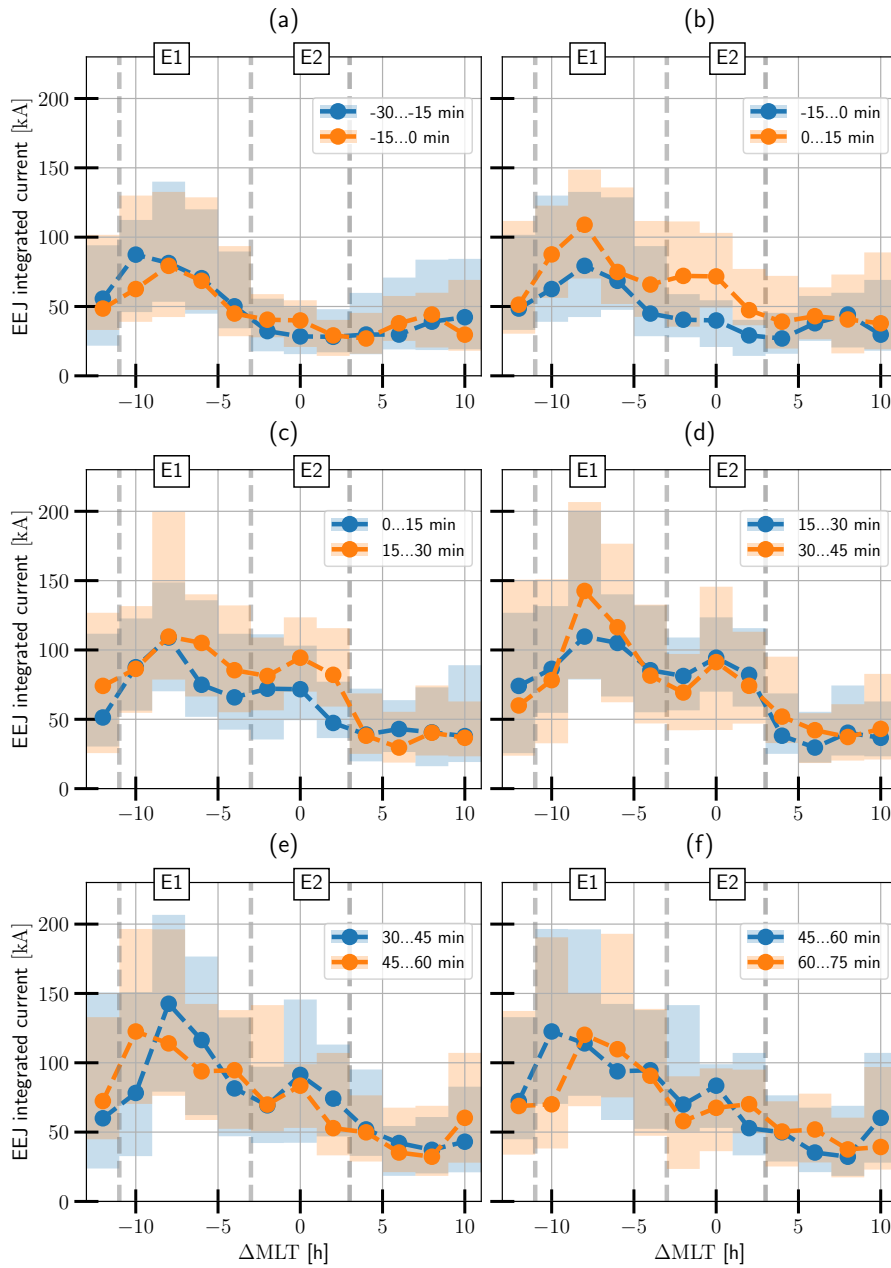 (a)
(b)
E1 E2
E1 E2
EEJ integrated current [kA]
200
150
100
50
0
-30...-15 min
-15...0 min
-15...0 min
0...15 min
−10 −5 0 5 10
−10 −5 0 5 10
(c)
(d)
E1 E2
E1 E2
EEJ integrated current [kA]
200
150
100
50
0
0...15 min
15...30 min
15...30 min
30...45 min
−10 −5 0 5 10
−10 −5 0 5 10
(e)
(f)
E1 E2
E1 E2
EEJ integrated current [kA]
200
150
100
50
0
30...45 min
45...60 min
45...60 min
60...75 min
−10 −5 0 5 10
−10 −5 0 5 10
ΔMLT [h]
ΔMLT [h]